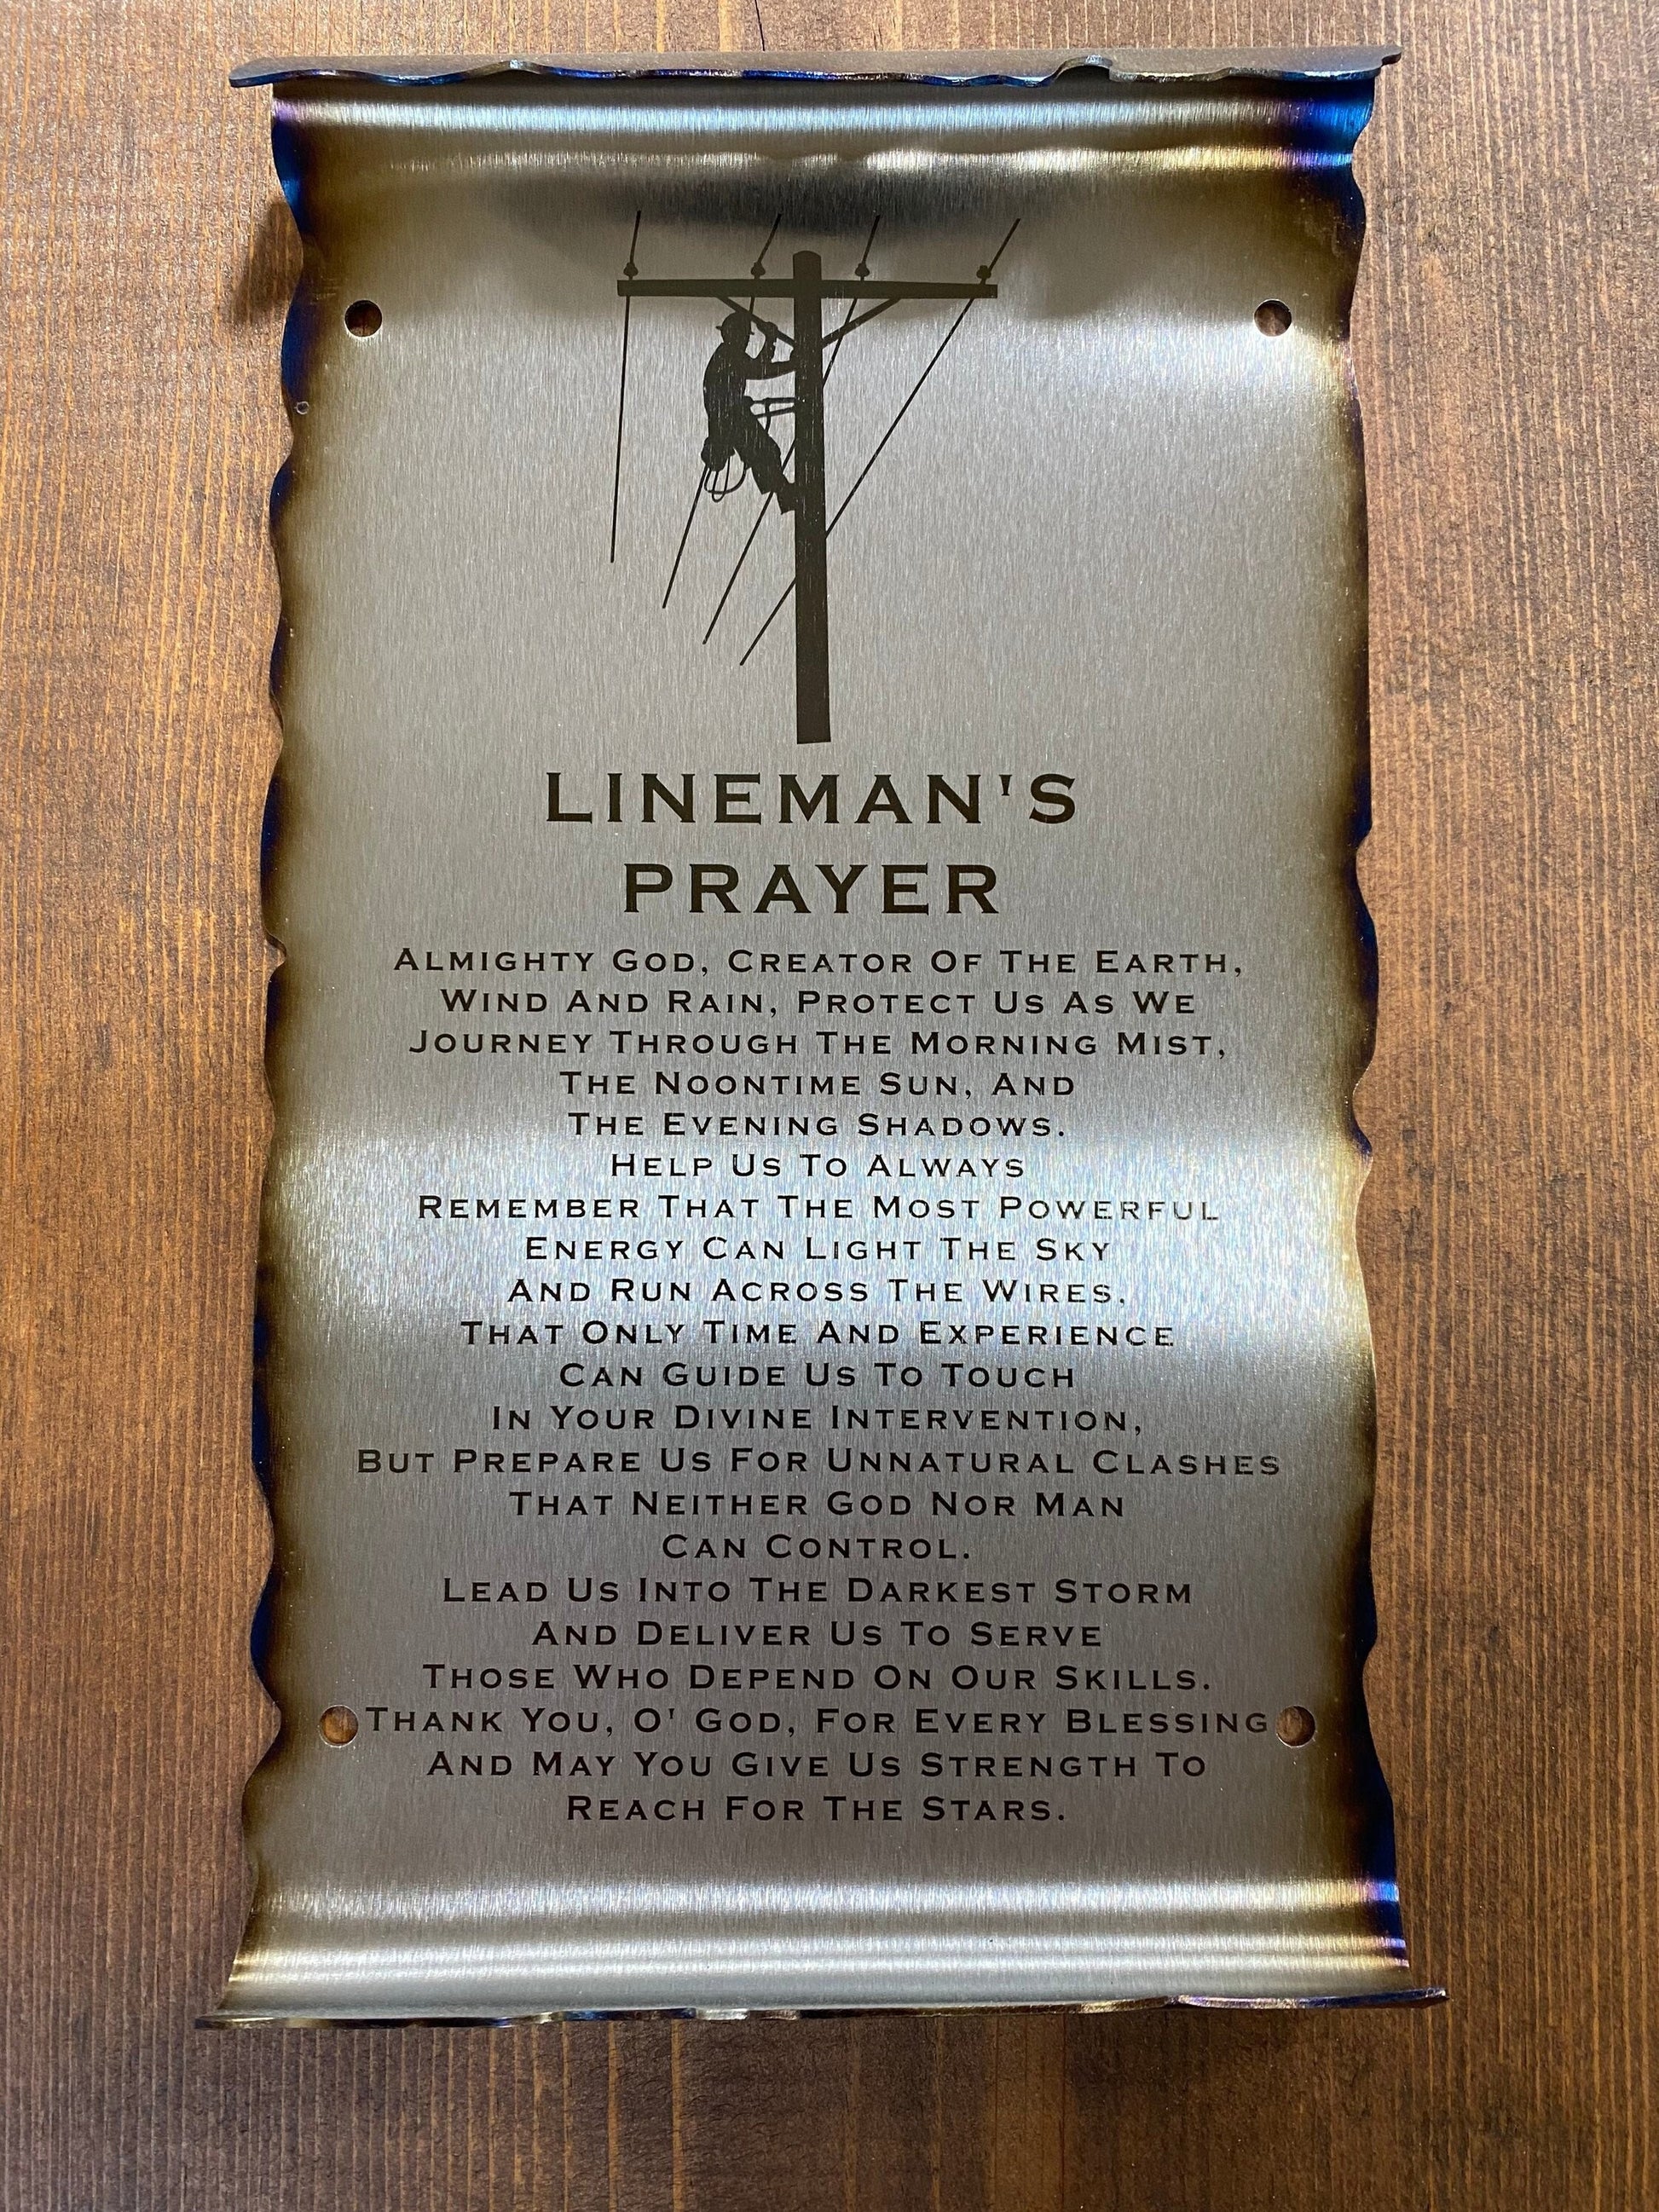 LINEMAN'S
PRAYER
ALMIGHTY GOD, CREATOR OF THE EARTH,
WIND AND RAIN, PROTECT US AS WE
JOURNEY THROUGH THE MORNING MIST,
THE NOONTIME SUN, AND
THE EVENING SHADOWS.
HELP US TO ALWAYS
REMEMBER THAT THE MOST POWERFUL
ENERGY CAN LIGHT THE SKY
AND RUN ACROSS THE WIRES.
THAT ONLY TIME AND EXPERIENCE
CAN GUIDE US TO TOUCH
IN YOUR DIVINE INTERVENTION,
BUT PREPARE US FOR UNNATURAL CLASHES
THAT NEITHER GOD NOR MAN
CAN CONTROL.
LEAD US INTO THE DARKEST STORM
AND DELIVER US TO SERVE
THOSE WHO DEPEND ON OUR SKILLS.
THANK YOU, O' GOD, FOR EVERY BLESSING
AND MAY YOU GIVE US STRENGTH TO
REACH FOR THE STARS.